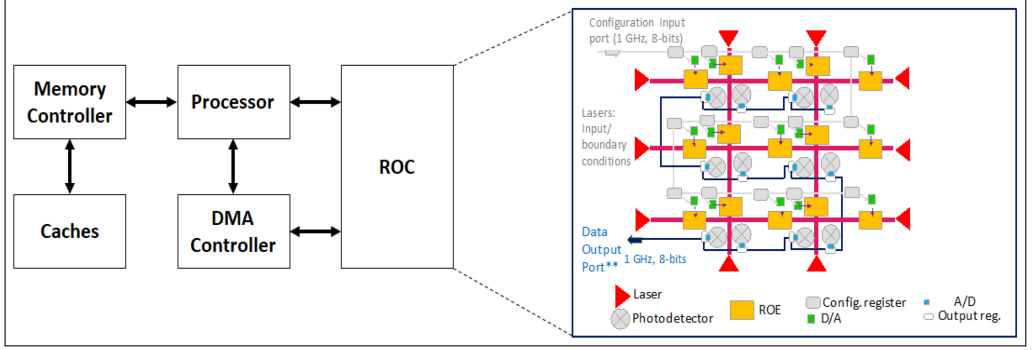 Memory
Controller
Processor
Caches
DMA
Controller
ROC
Configuration Input
port (1 GHz, 8-bits)
Lasers:
Input/
boundary
conditions
Data
Output
Port**
1 GHz, 8-bits
Laser
Photodetector
ROE
Config. register
D/A
A/D
Output reg.